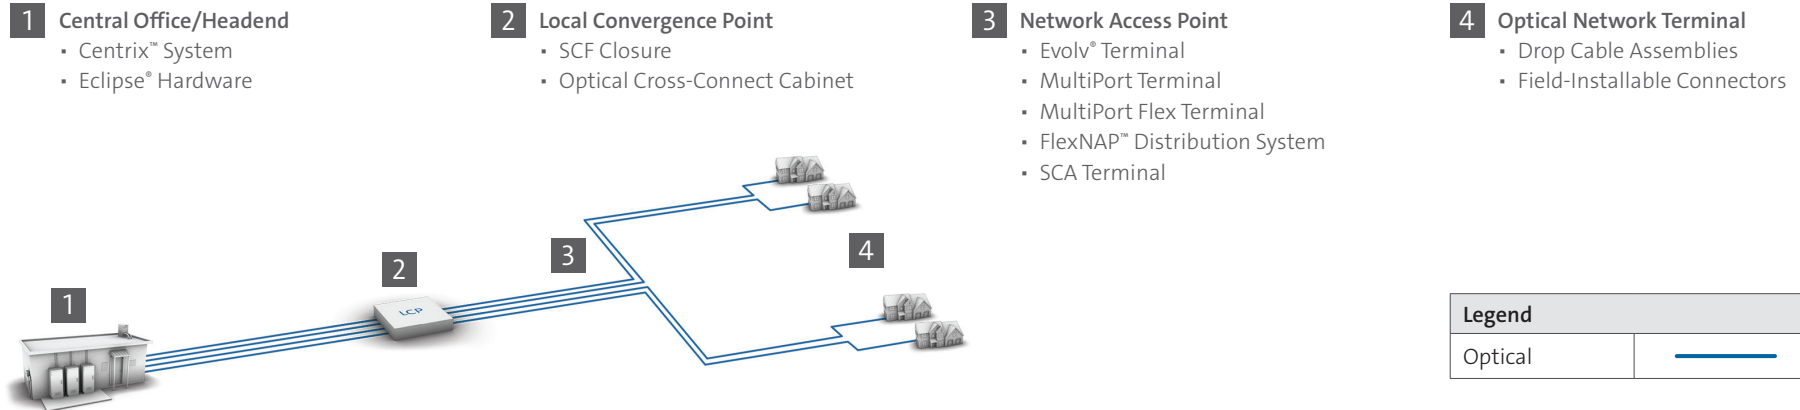 1 Central Office/Headend
▪ Centrix™ System
▪ Eclipse® Hardware
2 Local Convergence Point
▪ SCF Closure
▪ Optical Cross-Connect Cabinet
3 Network Access Point
▪ Evolv® Terminal
▪ MultiPort Terminal
▪ MultiPort Flex Terminal
▪ FlexNAP™ Distribution System
▪ SCA Terminal
4 Optical Network Terminal
▪ Drop Cable Assemblies
▪ Field-Installable Connectors
1
2
LCP
3
4
Legend
Optical